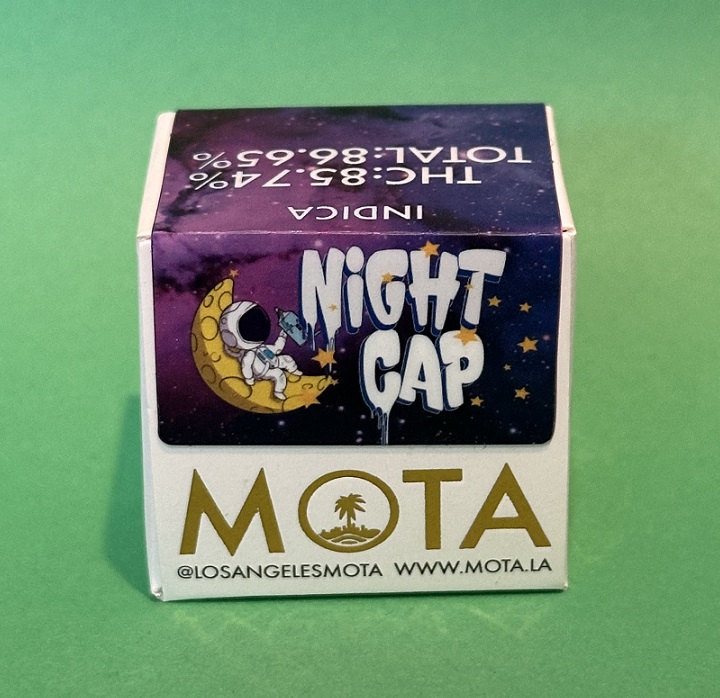 INDICA
THC:85.74%
TOTAL:86.65%
NiGHT
CAP
MOTA
@LOSANGELESMOTA WWW.MOTA.LA